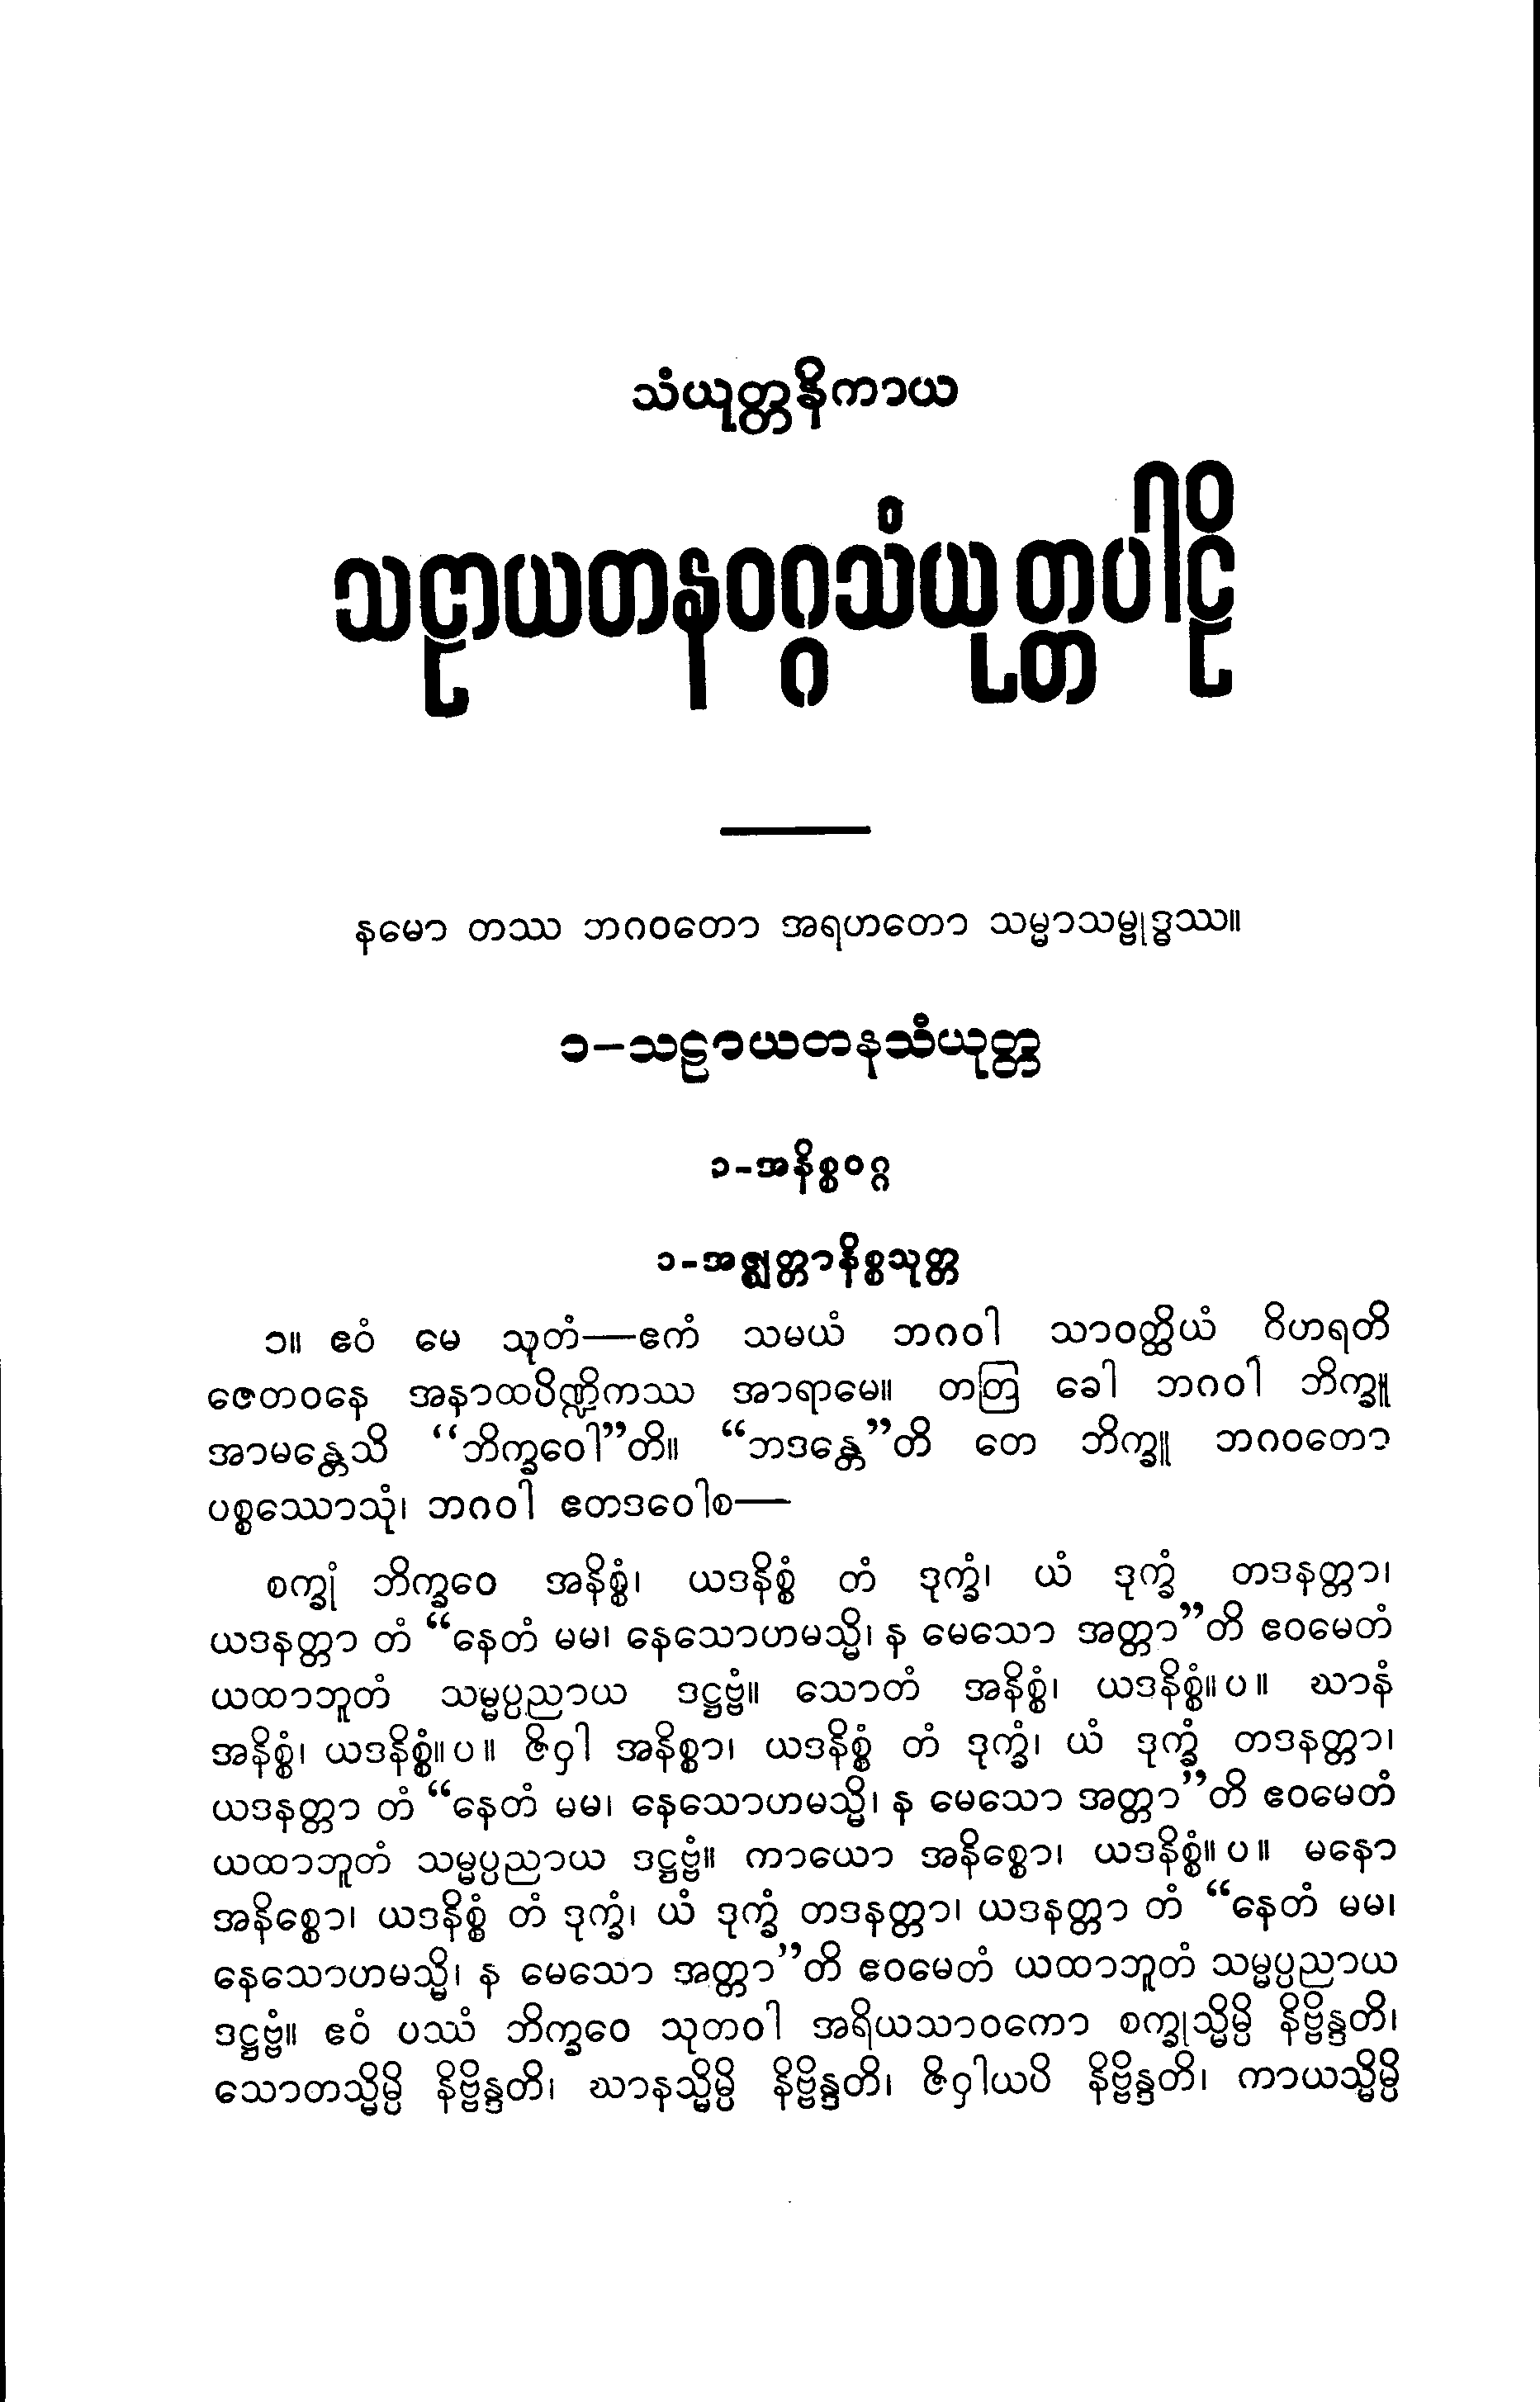 သံယုတ္တနိကာယ
သဠာယတနဝဂ္ဂသံယုတ္တပါဠိ
နမော တဿ ဘဂဝတော အရဟတော သမ္မာသမ္ဗုဒ္ဓဿ။
၁–သဠာယတနသံယုတ္တ
၁-အနိစ္စဝဂ္ဂ
၁-အဇ္ဈတ္တာနိစ္စသုတ္တ
၁။ ဧဝံ မေ သုတံ—ဧကံ သမယံ ဘဂဝါ သာဝတ္ထိယံ ဝိဟရတိ
ဇေတဝနေ အနာထပိဏ္ဍိကဿ အာရာမေ။ တတြ ခေါ ဘဂဝါ ဘိက္ခူ
အာမန္တေသိ “ဘိက္ခဝေါ”တိ။ “ဘဒန္တေ”တိ တေ ဘိက္ခူ ဘဂဝတော
ပစ္စဿောသုံ၊ ဘဂဝါ ဧတဒဝေါစ—
စက္ခုံ ဘိက္ခဝေ အနိစ္စံ၊ ယဒနိစ္စံ တံ ဒုက္ခံ၊ ယံ ဒုက္ခံ တဒနတ္တာ၊
ယဒနတ္တာ တံ “နေတံ မမ၊ နေသောဟမသ္မိ၊ န မေသော အတ္တာ”တိ ဧဝမေတံ
ယထာဘူတံ သမ္မပ္ပညာယ ဒဋ္ဌဗ္ဗံ။ သောတံ အနိစ္စံ၊ ယဒနိစ္စံ။ပ။ ဃာနံ
အနိစ္စံ၊ ယဒနိစ္စံ။ပ။ ဇိဝှါ အနိစ္စာ၊ ယဒနိစ္စံ တံ ဒုက္ခံ၊ ယံ ဒုက္ခံ တဒနတ္တာ၊
ယဒနတ္တာ တံ “နေတံ မမ၊ နေသောဟမသ္မိ၊ န မေသော အတ္တာ”တိ ဧဝမေတံ
ယထာဘူတံ သမ္မပ္ပညာယ ဒဋ္ဌဗ္ဗံ။ ကာယော အနိစ္စော၊ ယဒနိစ္စံ။ပ။ မနော
အနိစ္စော၊ ယဒနိစ္စံ တံ ဒုက္ခံ၊ ယံ ဒုက္ခံ တဒနတ္တာ၊ ယဒနတ္တာ တံ “နေတံ မမ၊
နေသောဟမသ္မိ၊ န မေသော အတ္တာ”တိ ဧဝမေတံ ယထာဘူတံ သမ္မပ္ပညာယ
ဒဋ္ဌဗ္ဗံ။ ဧဝံ ပဿံ ဘိက္ခဝေ သုတဝါ အရိယသာဝကော စက္ခုသ္မိမ္ပိ နိဗ္ဗိန္ဒတိ၊
သောတသ္မိမ္ပိ နိဗ္ဗိန္ဒတိ၊ ဃာနသ္မိမ္ပိ နိဗ္ဗိန္ဒတိ၊ ဇိဝှါယပိ နိဗ္ဗိန္ဒတိ၊ ကာယသ္မိမ္ပိ